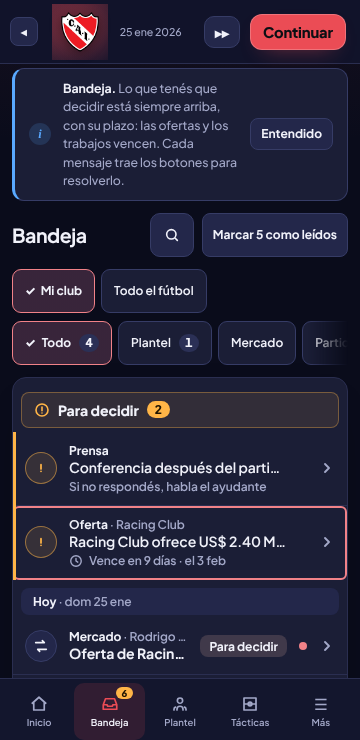 C.A.I.
25 ene 2026
Continuar
Bandeja. Lo que tenés que
decidir está siempre arriba,
con su plazo: las ofertas y los
trabajos vencen. Cada
mensaje trae los botones para
resolverlo.
Entendido
Bandeja
Marcar 5 como leídos
Mi club
Todo el fútbol
Todo 4
Plantel 1
Mercado
Para decidir 2
Prensa
Conferencia después del parti...
Si no respondés, habla el ayudante
Oferta · Racing Club
Racing Club ofrece US$ 2.40 M...
Vence en 9 días · el 3 feb
Hoy · dom 25 ene
Mercado · Rodrigo ...
Oferta de Racin...
Para decidir
6
Inicio
Bandeja
Plantel
Tácticas
Más